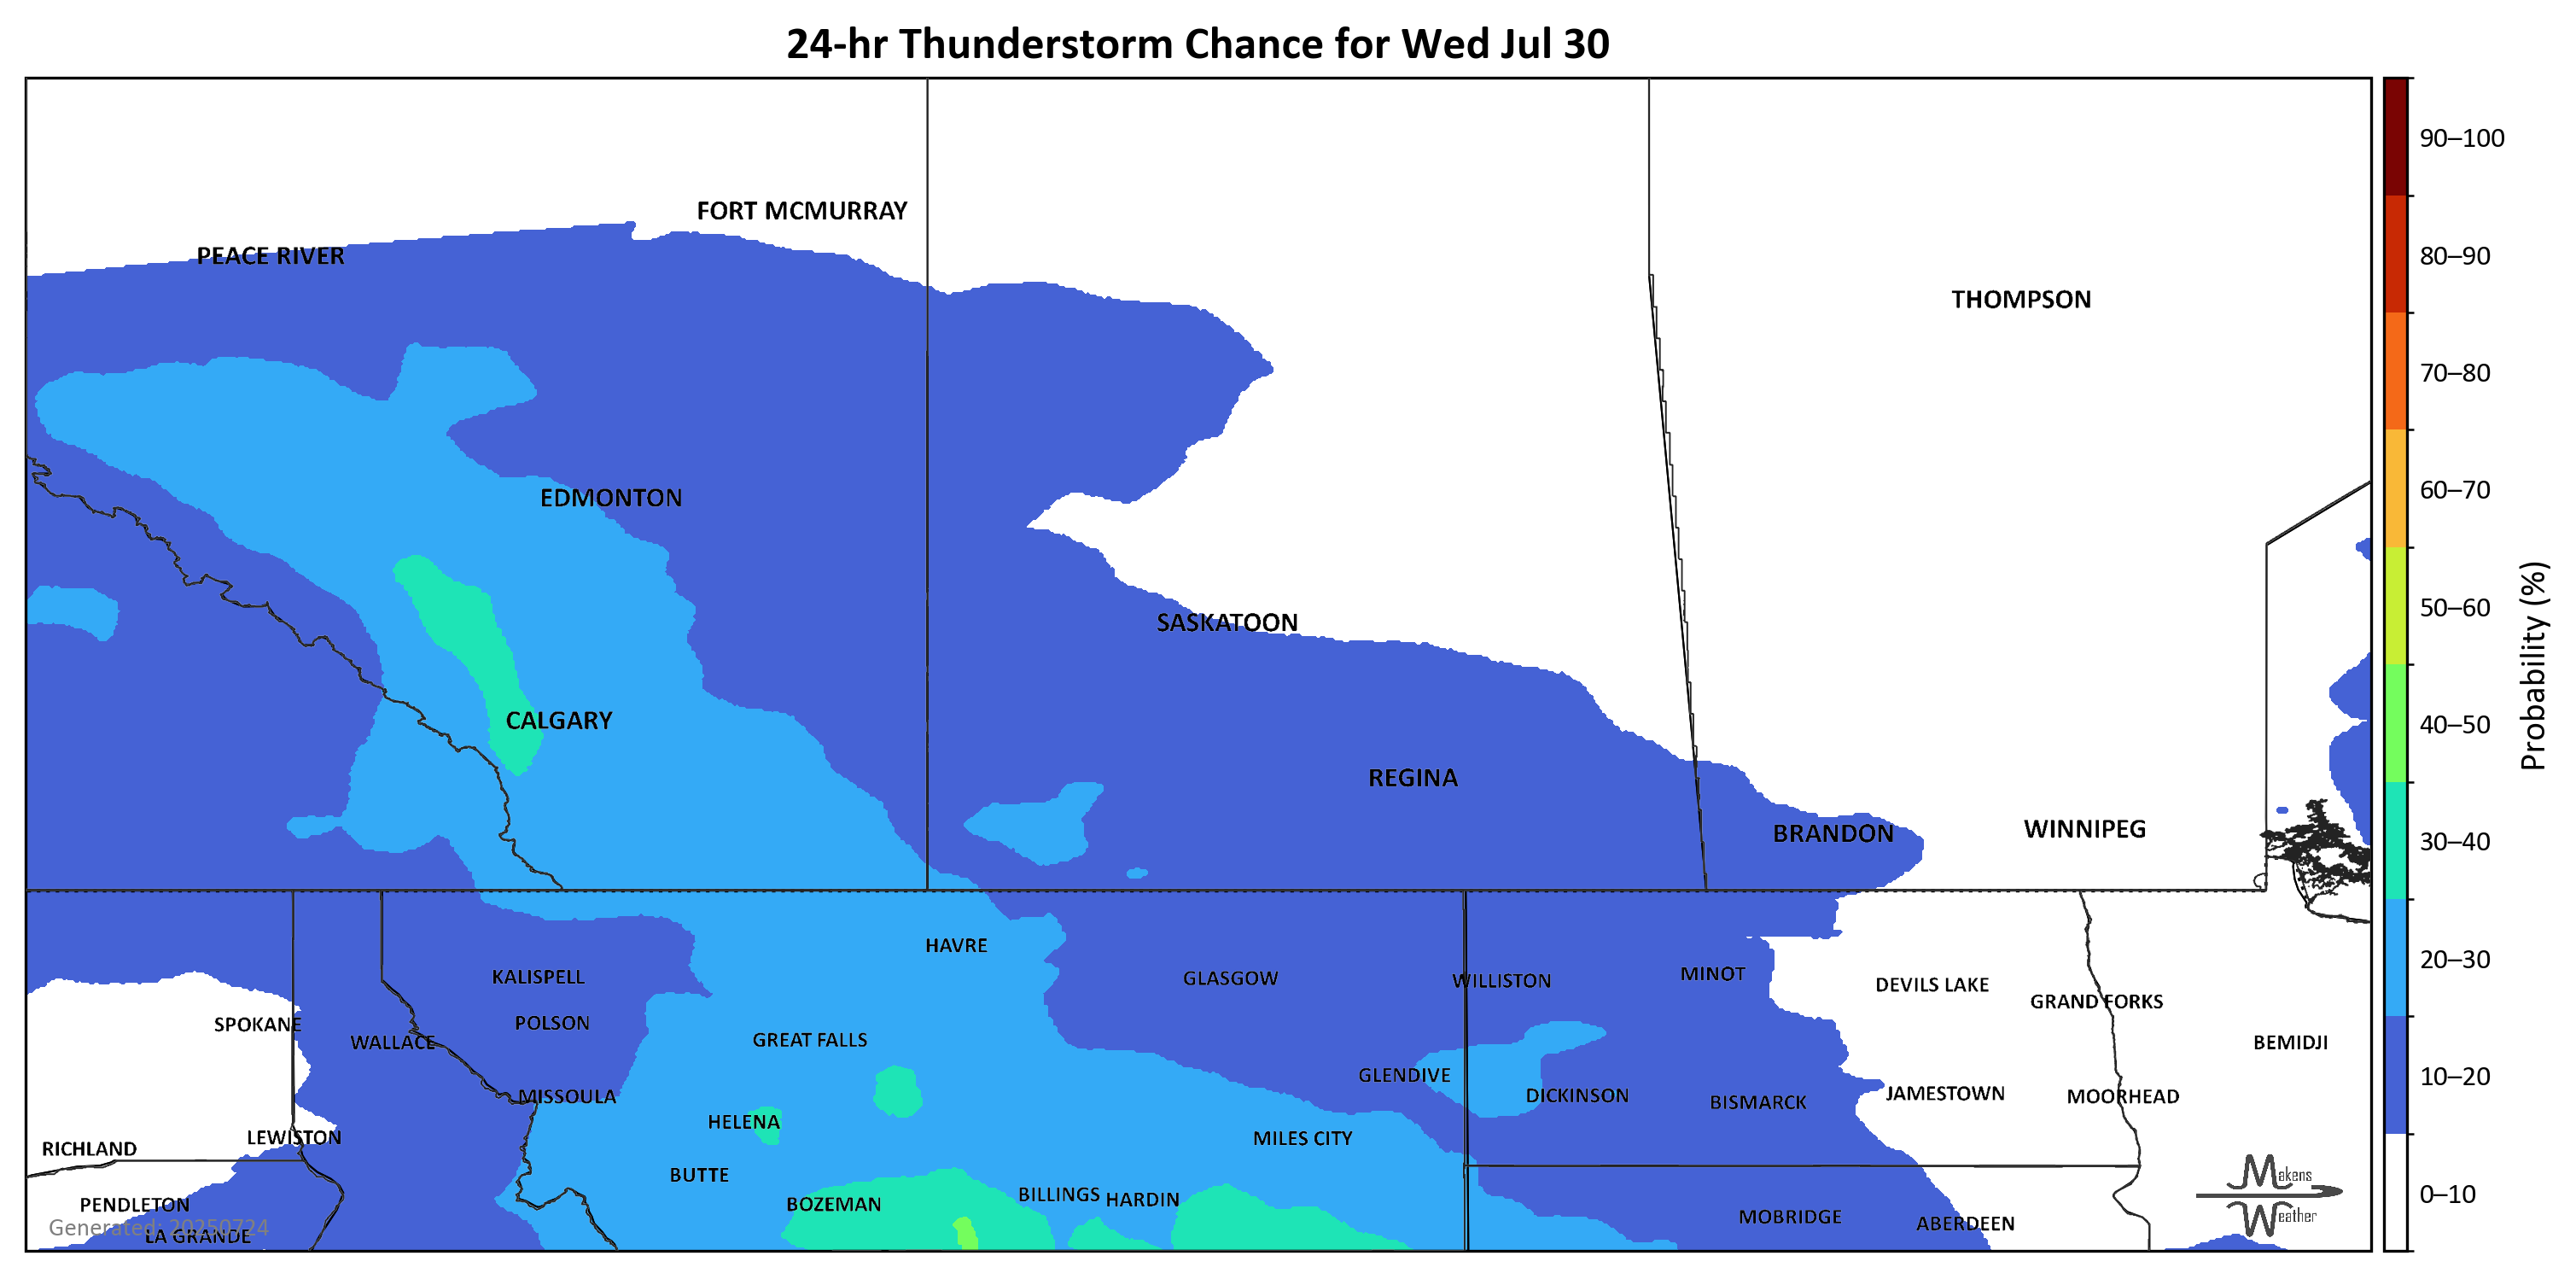 24-hr Thunderstorm Chance for Wed Jul 30
FORT MCMURRAY
PEACE RIVER
THOMPSON
EDMONTON
SASKATOON
CALGARY
REGINA
BRANDON
WINNIPEG
HAVRE
KALISPELL
GLASGOW
WILLISTON
MINOT
DEVILS LAKE
GRAND FORKS
SPOKANE
POLSON
WALLACE
GREAT FALLS
BEMIDJI
GLENDIVE
MISSOULA
DICKINSON
BISMARCK
JAMESTOWN
MOORHEAD
HELENA
LEWISTON
MILES CITY
RICHLAND
BUTTE
PENDLETON
BOZEMAN
BILLINGS
HARDIN
MOBRIDGE
ABERDEEN
Generated: 20250724
LA GRANDE
Makens
Weather
90–100
80–90
70–80
60–70
50–60
40–50
30–40
20–30
10–20
0–10
Probability (%)